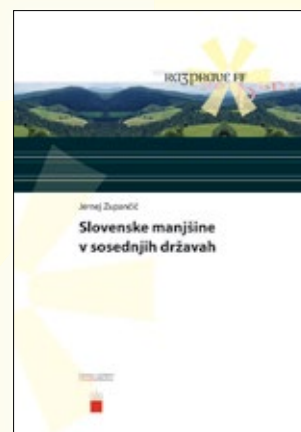 RAZPRAVE FF
Jernej Zupančič
Slovenske manjšine
v sosednjih državah